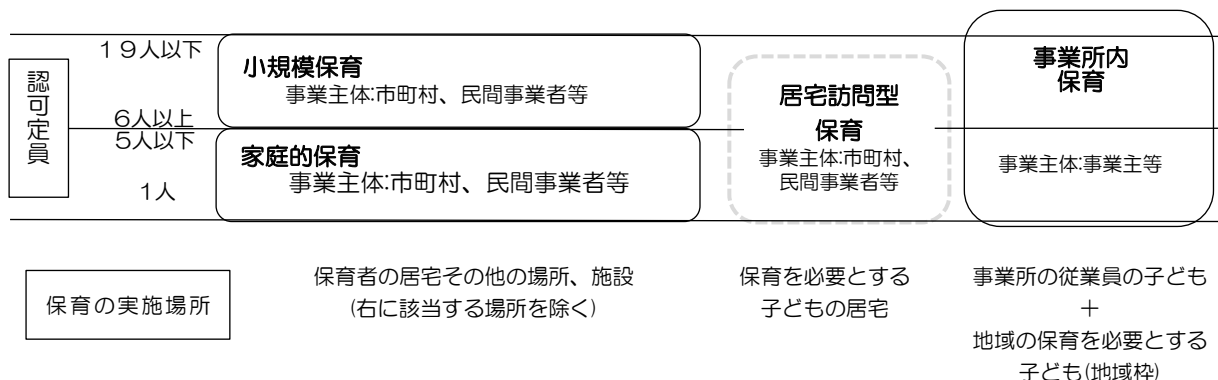 認可定員
１９人以下
6人以上
5人以下
1人
小規模保育
事業主体:市町村、民間事業者等
家庭的保育
事業主体:市町村、民間事業者等
居宅訪問型
保育
事業主体:市町村、
民間事業者等
事業所内
保育
事業主体:事業主等
保育の実施場所
保育者の居宅その他の場所、施設
(右に該当する場所を除く)
保育を必要とする
子どもの居宅
事業所の従業員の子ども
＋
地域の保育を必要とする
子ども(地域枠)